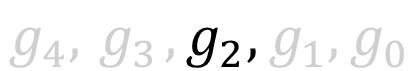 g₄, g₃, g₂, g₁, g₀